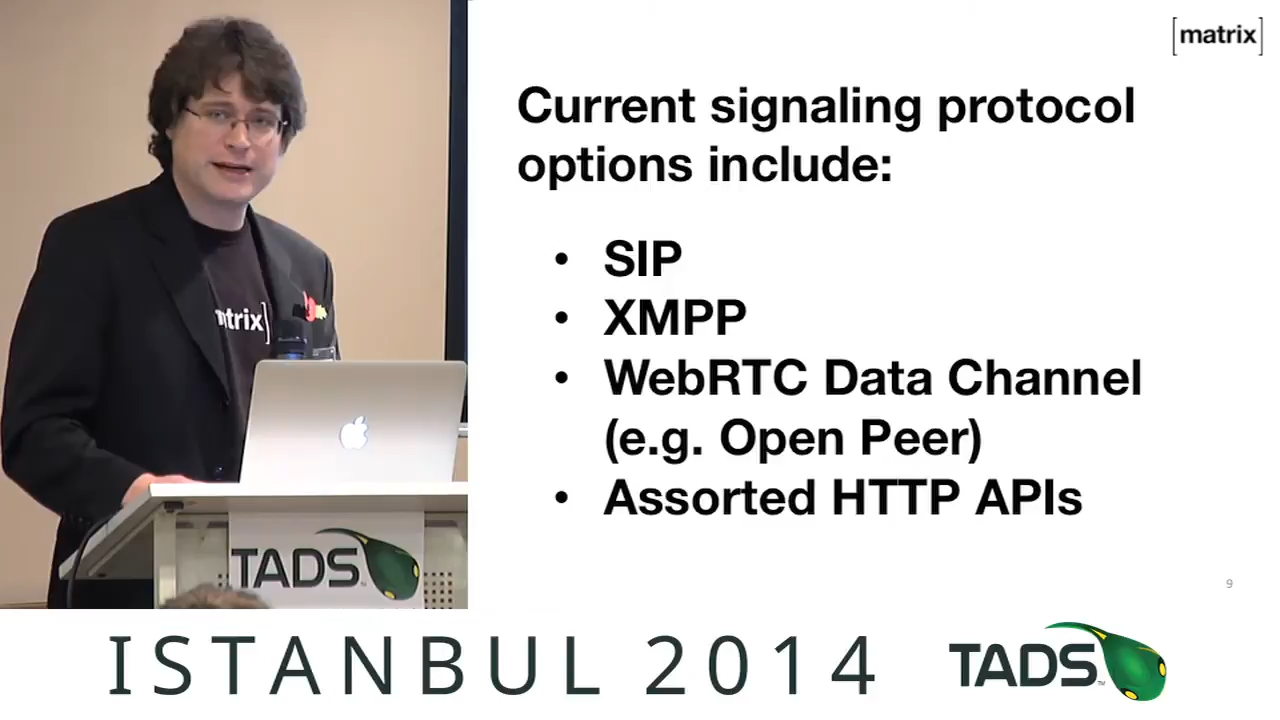 [matrix]
Current signaling protocol
options include:
• SIP
• XMPP
• WebRTC Data Channel
(e.g. Open Peer)
• Assorted HTTP APIs
9
trix]
TADS
ISTANBUL 2014
TADS